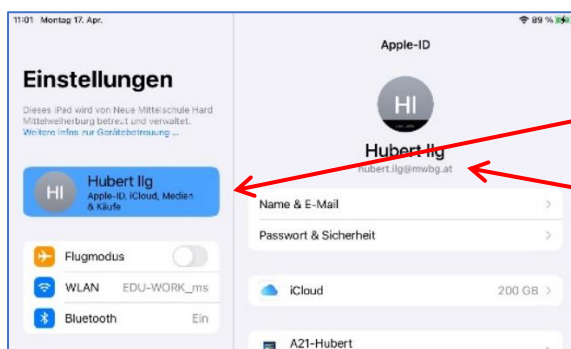 11:01 Montag 17. Apr.
89 %
Einstellungen
Dieses iPad wird von Neue Mittelschule Hard
Mittelweiherburg betreut und verwaltet.
Weitere Infos zur Gerätebetreuung ...
HI
Hubert Ilg
Apple-ID, iCloud, Medien
& Käufe
Flugmodus
WLAN EDU-WORK_ms
Bluetooth Ein
Apple-ID
HI
Hubert Ilg
hubert.ilg@mwbg.at
Name & E-Mail
Passwort & Sicherheit
iCloud 200 GB
A21-Hubert